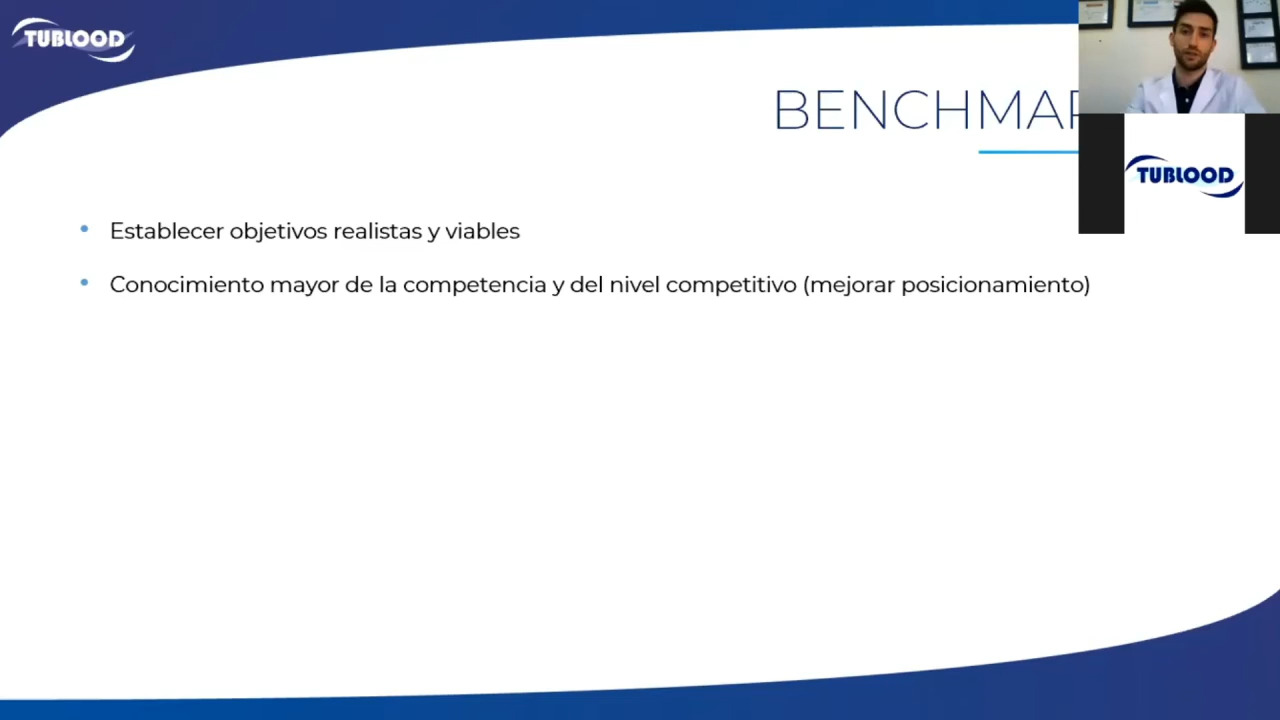 TUBLOOD
BENCHMAR
TUBLOOD
Establecer objetivos realistas y viables
Conocimiento mayor de la competencia y del nivel competitivo (mejorar posicionamiento)